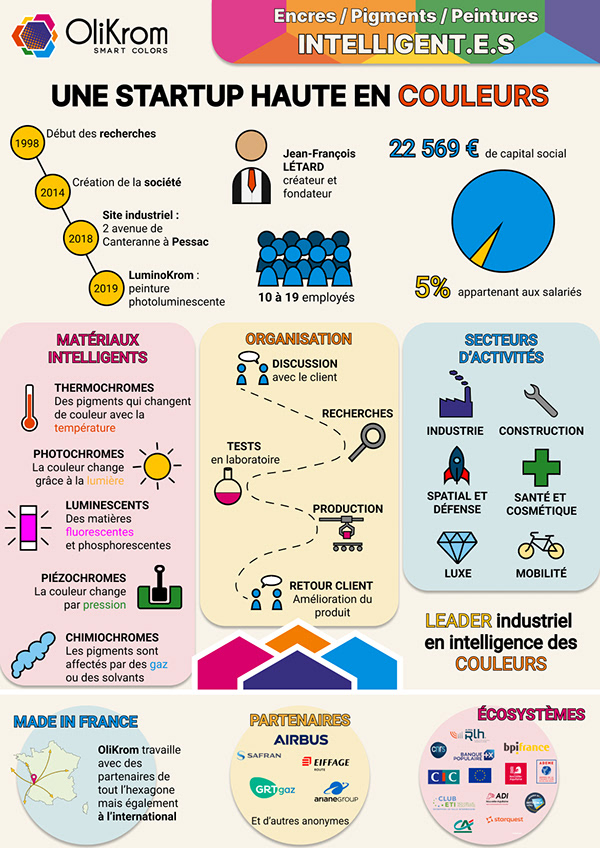 OliKrom
SMART COLORS
Encres / Pigments / Peintures
INTELLIGENT.E.S
UNE STARTUP HAUTE EN COULEURS
1998
Début des recherches
2014
Création de la société
2018
Site industriel :
2 avenue de
Canteranne à Pessac
2019
LuminoKrom :
peinture
photoluminescente
Jean-François
LÉTARD
créateur et
fondateur
10 à 19 employés
22 569 € de capital social
5% appartenant aux salariés
MATÉRIAUX
INTELLIGENTS
THERMOCHROMES
Des pigments qui changent
de couleur avec la
température
PHOTOCHROMES
La couleur change
grâce à la lumière
LUMINESCENTS
Des matières
fluorescentes
et phosphorescentes
PIÉZOCHROMES
La couleur change
par pression
CHIMIOCHROMES
Les pigments sont
affectés par des gaz
ou des solvants
ORGANISATION
DISCUSSION
avec le client
RECHERCHES
TESTS
en laboratoire
PRODUCTION
RETOUR CLIENT
Amélioration du
produit
SECTEURS
D'ACTIVITÉS
INDUSTRIE
CONSTRUCTION
SPATIAL ET
DÉFENSE
SANTÉ ET
COSMÉTIQUE
LUXE
MOBILITÉ
LEADER industriel
en intelligence des
COULEURS
MADE IN FRANCE
OliKrom travaille
avec des
partenaires de
tout l'hexagone
mais également
à l'international
PARTENAIRES
AIRBUS
SAFRAN
EIFFAGE
GRTgaz
arianeGROUP
Et d'autres anonymes
ÉCOSYSTÈMES
RLH
cnrs
BANQUE
POPULAIRE
bpifrance
CIC
ADEME
CLUB
ETI
ADI
CA
starquest